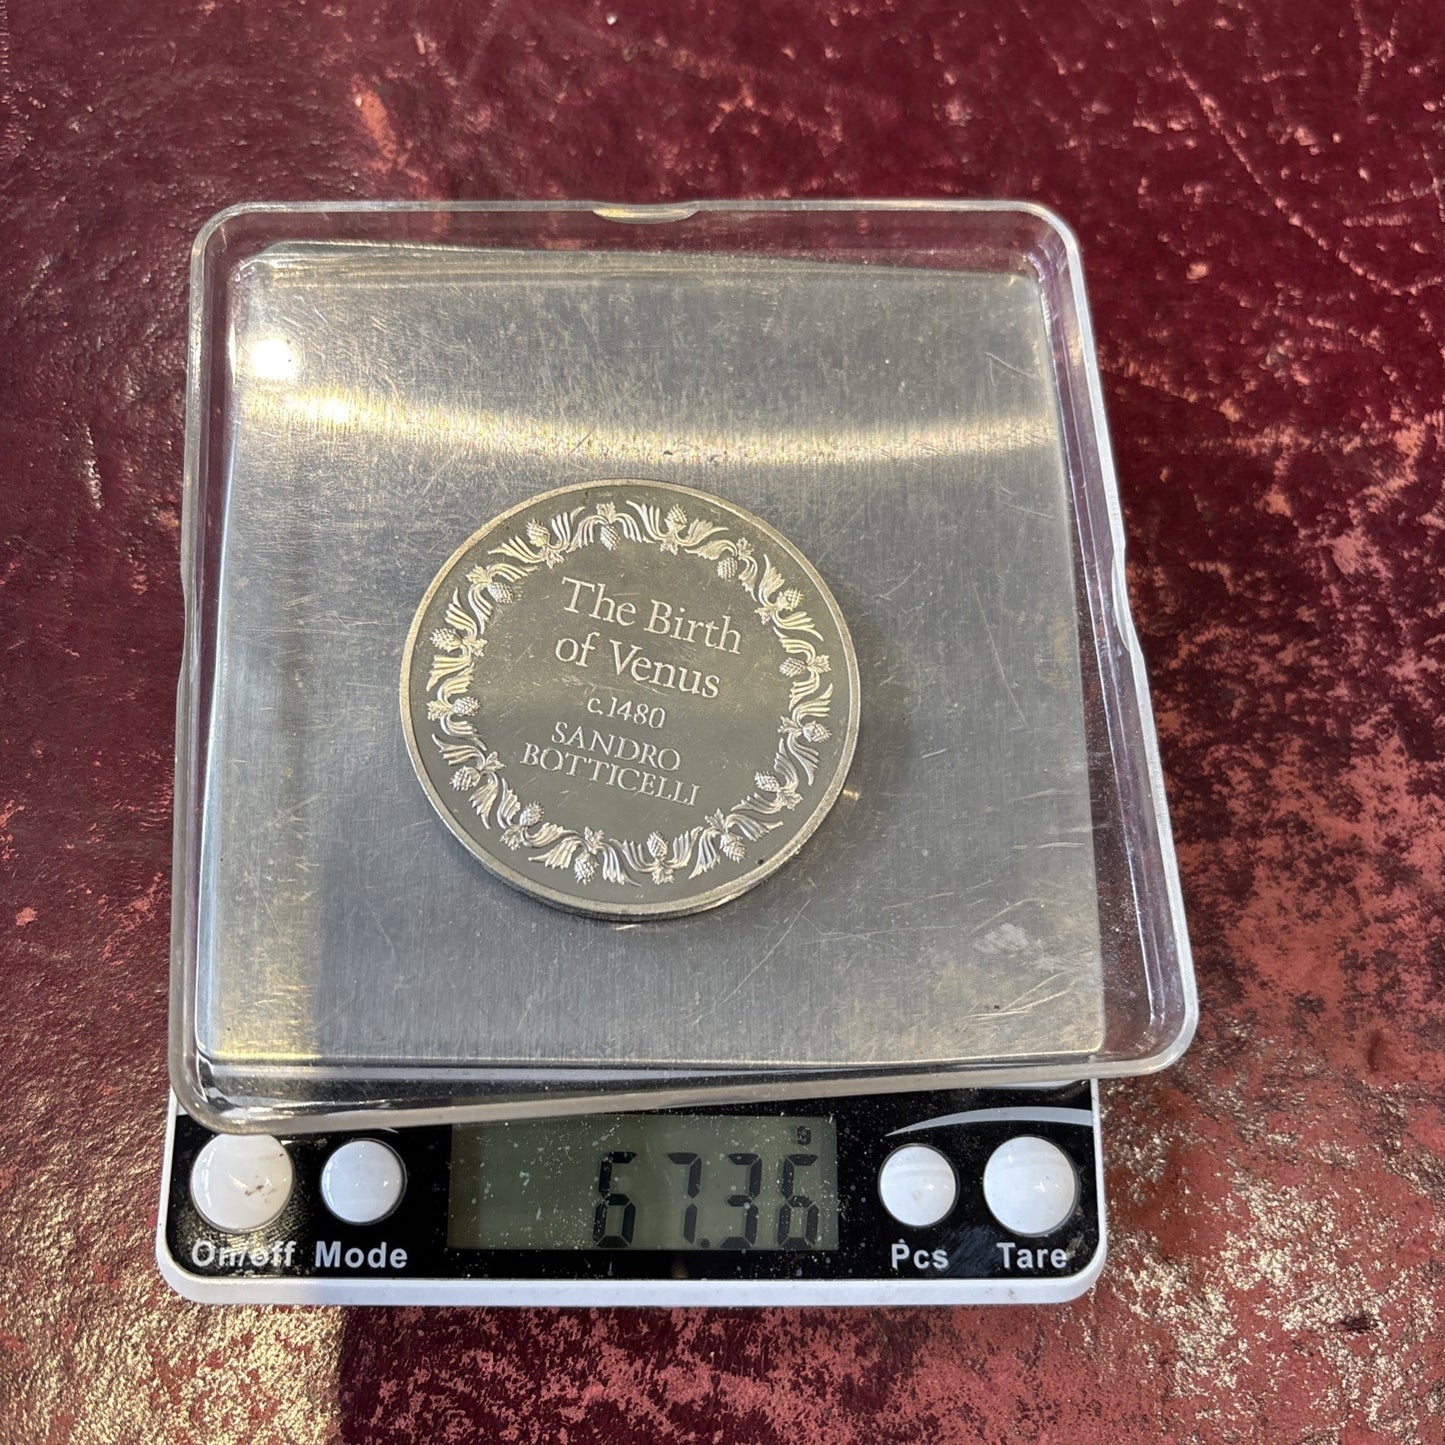 The Birth
of Venus
c.1480
SANDRO
BOTTICELLI
g
67.36
On/off Mode Pcs Tare